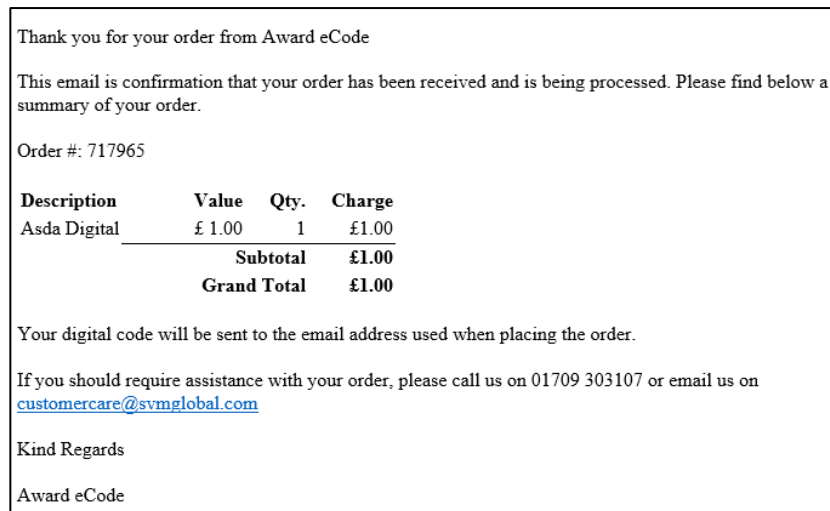 Thank you for your order from Award eCode
This email is confirmation that your order has been received and is being processed. Please find below a
summary of your order.
Order #: 717965
Description Value Qty. Charge
Asda Digital £ 1.00 1 £1.00
Subtotal £1.00
Grand Total £1.00
Your digital code will be sent to the email address used when placing the order.
If you should require assistance with your order, please call us on 01709 303107 or email us on
customercare@svmglobal.com
Kind Regards
Award eCode